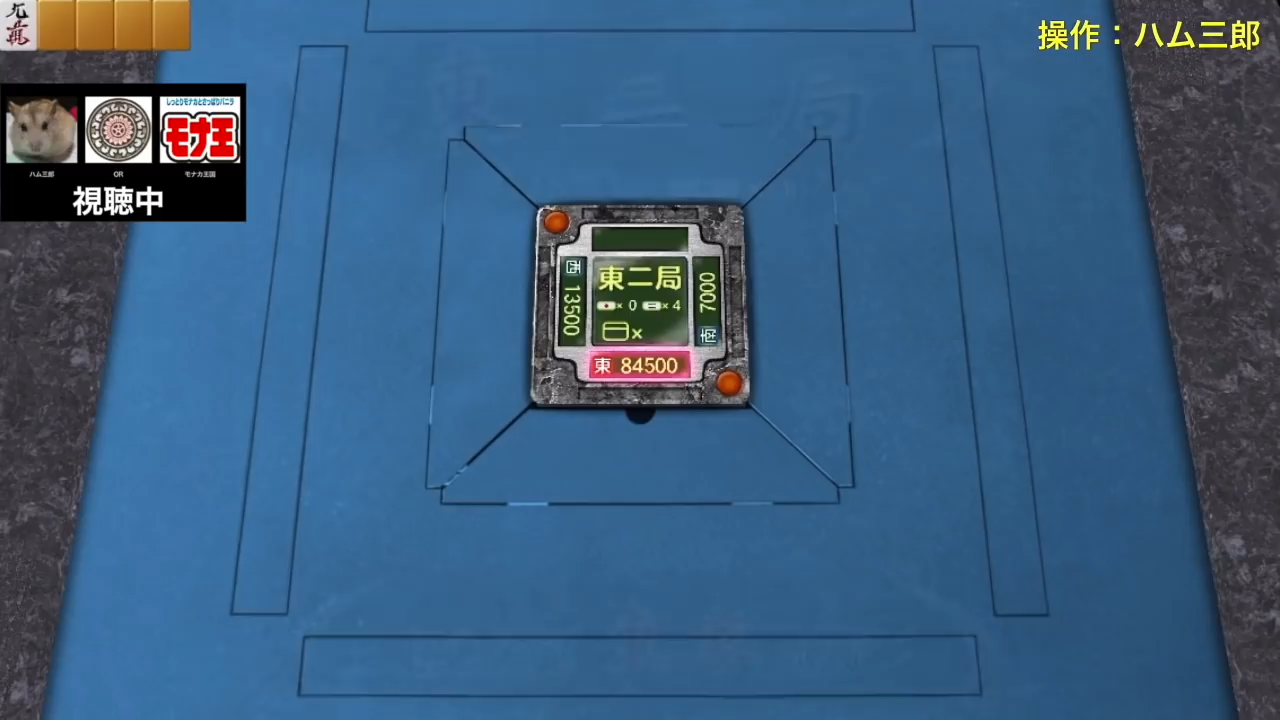 九萬
操作：ハム三郎
しっとりモナカとさっぱりバニラ
モナ王
ハム三郎
OR
モナカ王国
視聴中
東二局
× 0 × 4
×
西 13500
7000 南
東 84500